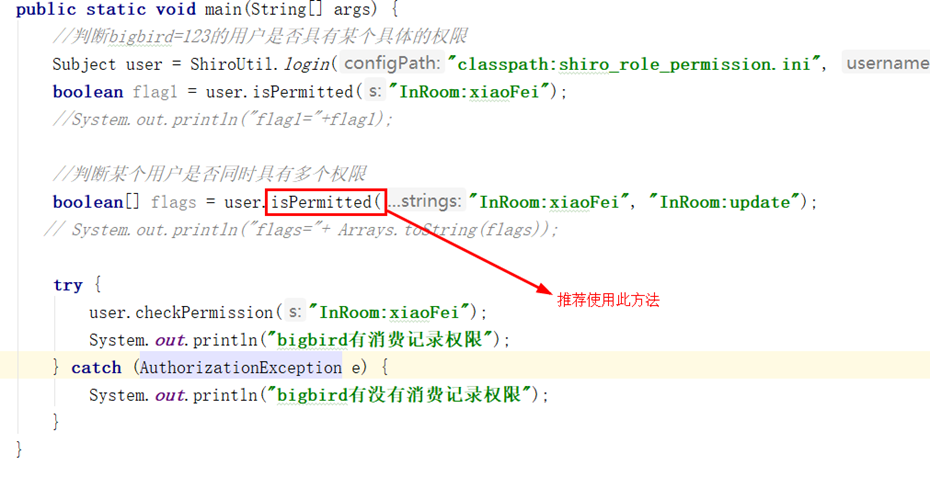 public static void main(String[] args) {
//判断bigbird=123的用户是否具有某个具体的权限
Subject user = ShiroUtil.login( configPath: "classpath:shiro_role_permission.ini", username
boolean flag1 = user.isPermitted( s: "InRoom:xiaoFei");
//System.out.println("flag1="+flag1);
//判断某个用户是否同时具有多个权限
boolean[] flags = user.isPermitted( ...strings: "InRoom:xiaoFei", "InRoom:update");
// System.out.println("flags="+ Arrays.toString(flags));
推荐使用此方法
try {
user.checkPermission( s: "InRoom:xiaoFei");
System.out.println("bigbird有消费记录权限");
} catch (AuthorizationException e) {
System.out.println("bigbird有没有消费记录权限");
}
}